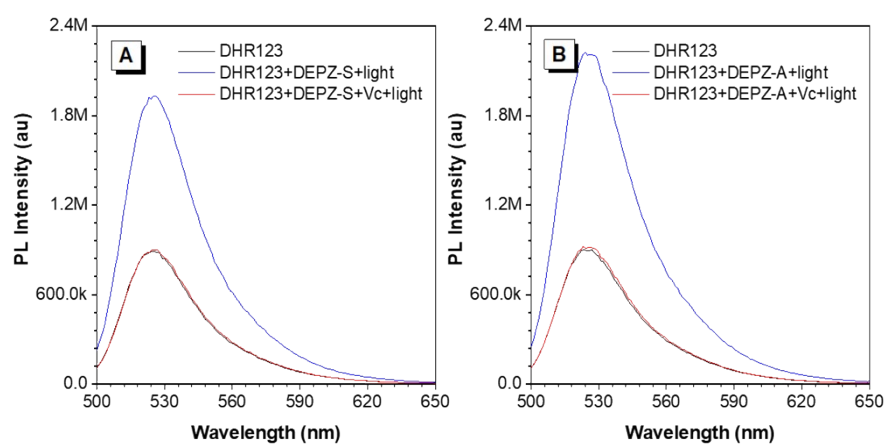 A
DHR123
DHR123+DEPZ-S+light
DHR123+DEPZ-S+Vc+light
PL Intensity (au)
2.4M
1.8M
1.2M
600.0k
0.0
500 530 560 590 620 650
Wavelength (nm)
B
DHR123
DHR123+DEPZ-A+light
DHR123+DEPZ-A+Vc+light
PL Intensity (au)
2.4M
1.8M
1.2M
600.0k
0.0
500 530 560 590 620 650
Wavelength (nm)